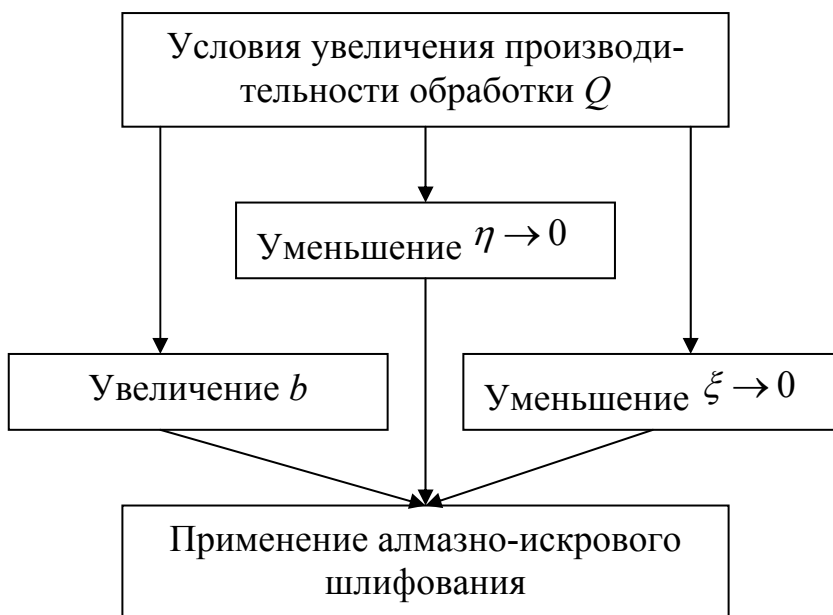 Условия увеличения производи-
тельности обработки Q
Уменьшение η → 0
Увеличение b
Уменьшение ξ → 0
Применение алмазно-искрового
шлифования